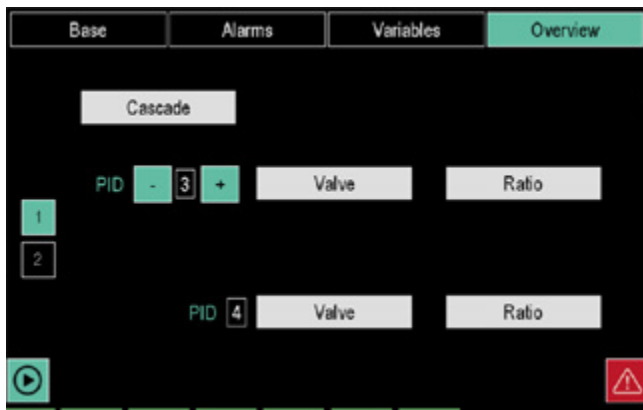 Base Alarms Variables Overview
Cascade
PID - 3 + Valve Ratio
1
2
PID 4 Valve Ratio